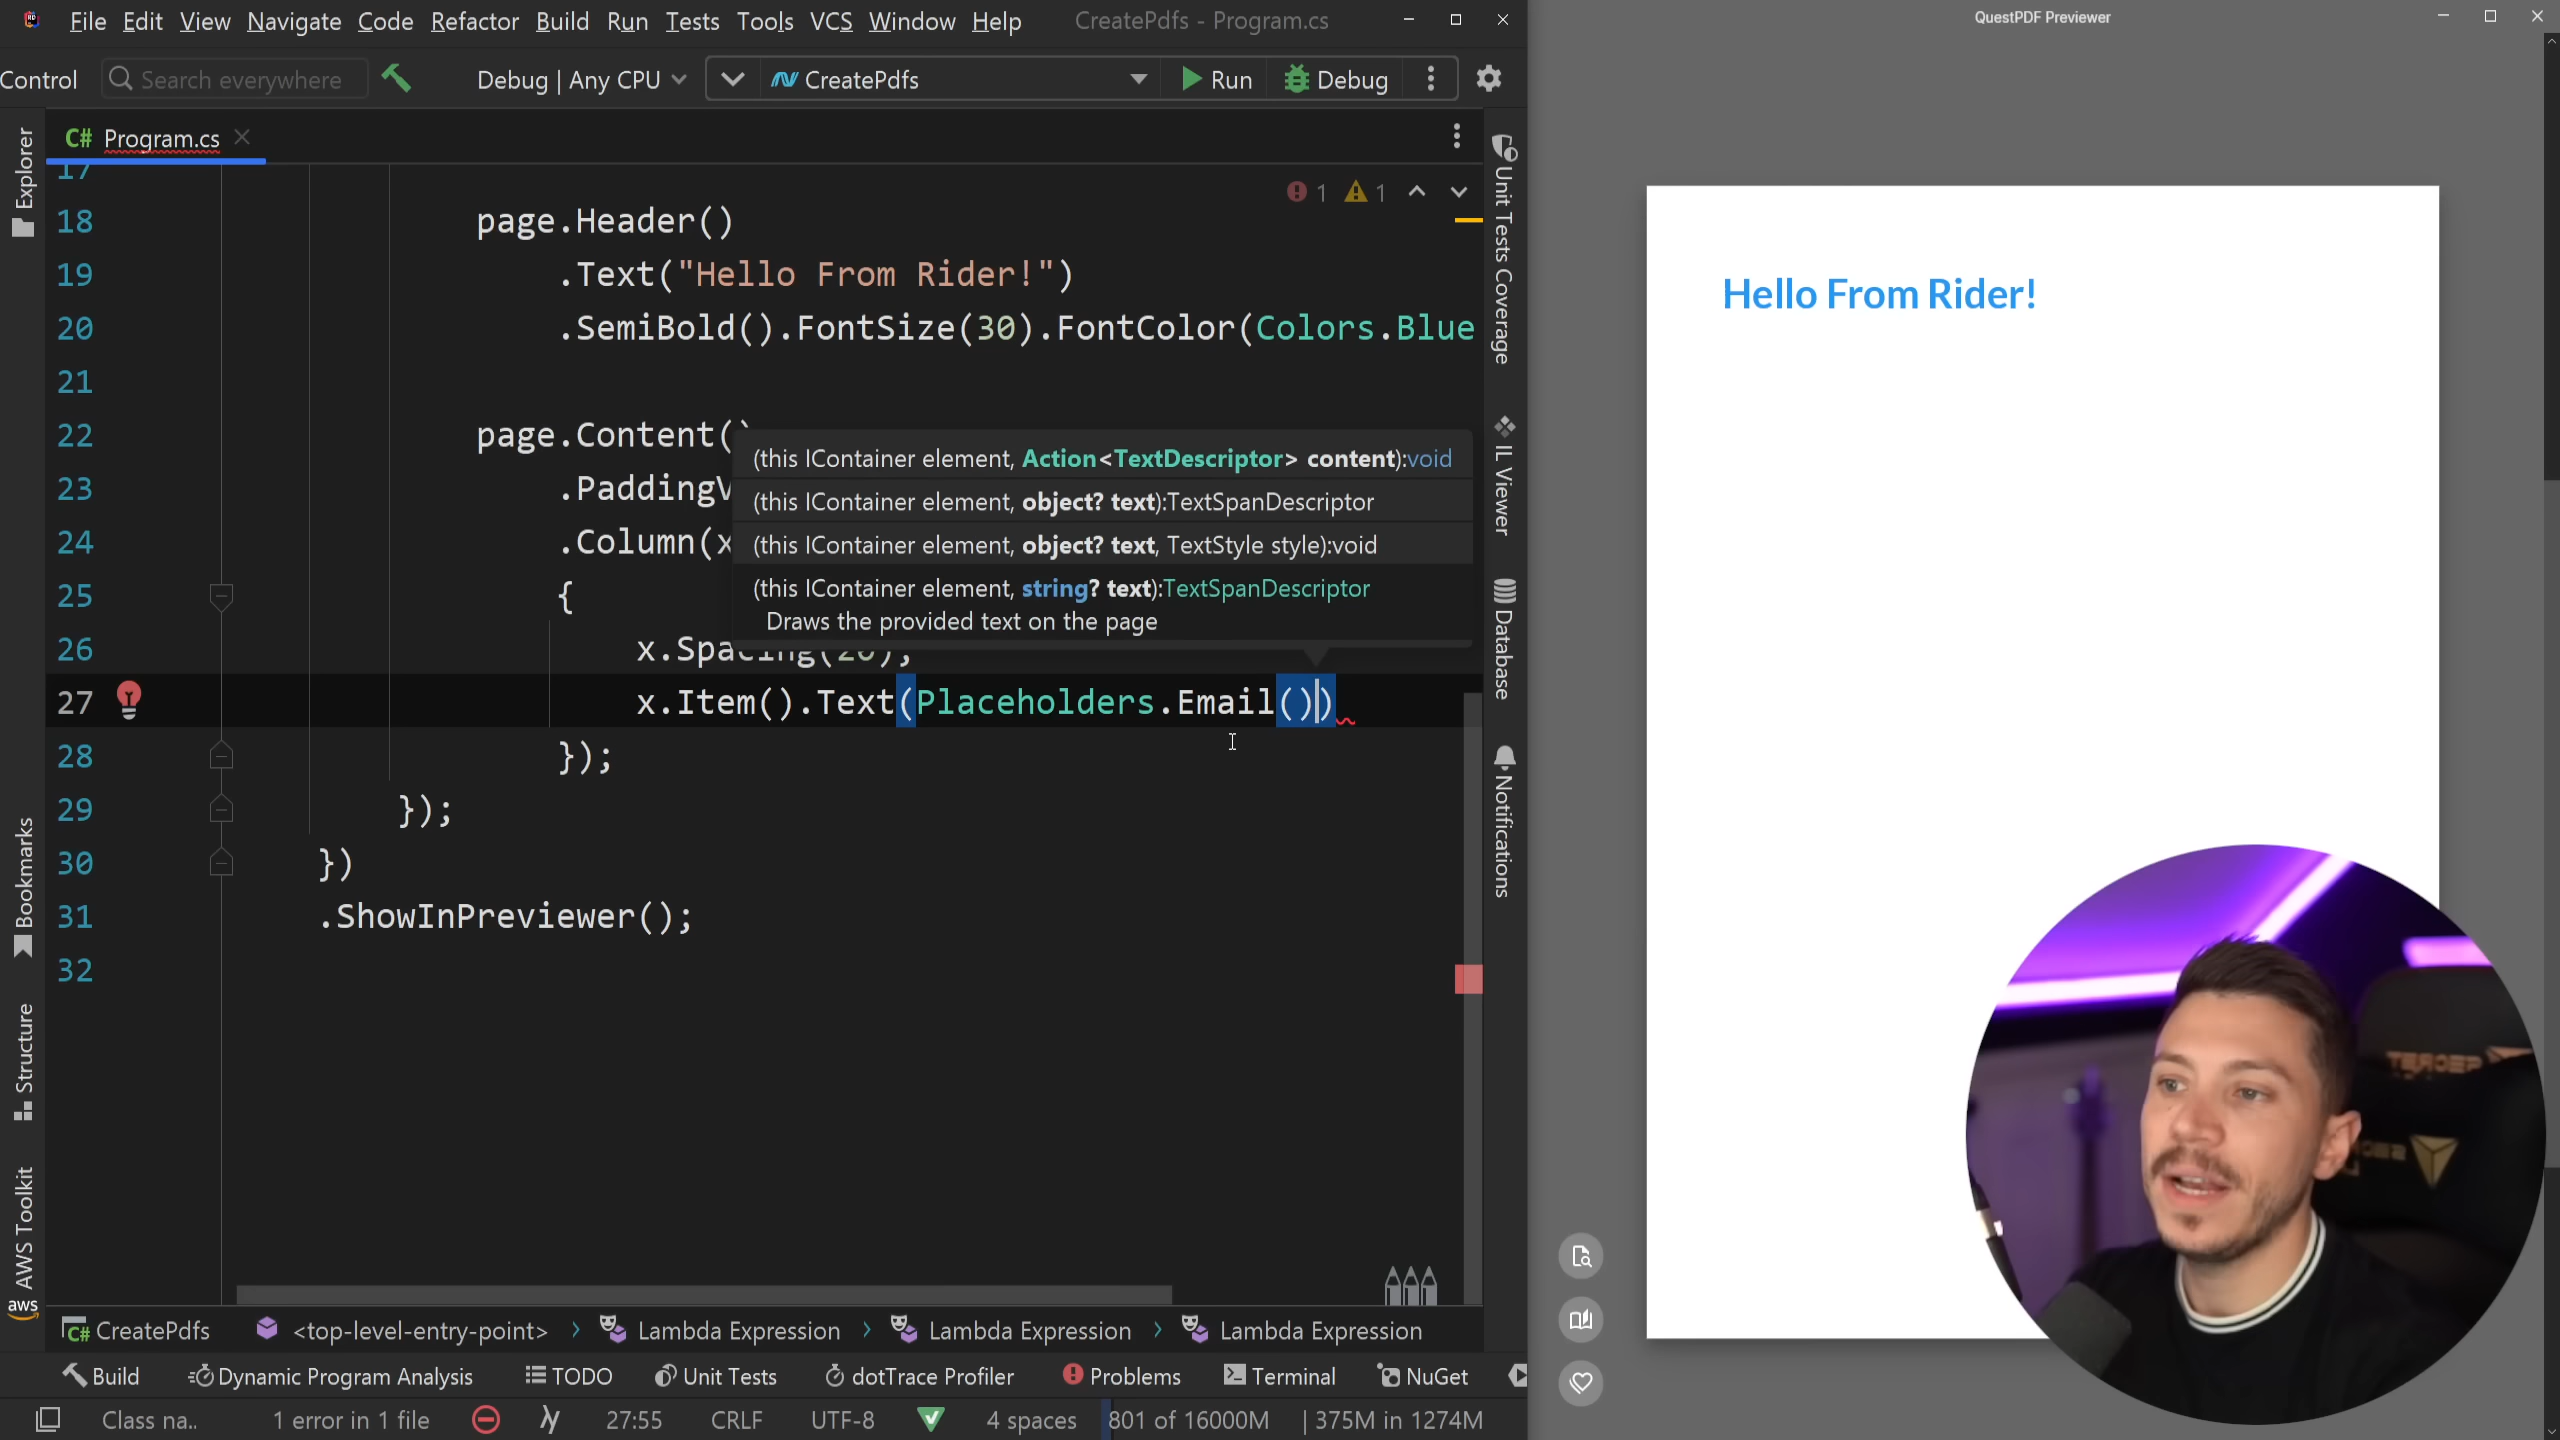 File Edit View Navigate Code Refactor Build Run Tests Tools VCS Window Help CreatePdfs - Program.cs
QuestPDF Previewer
Control Search everywhere Debug | Any CPU CreatePdfs Run Debug
C# Program.cs
Explorer
Bookmarks
Structure
AWS Toolkit
aws
1 1
17
18 page.Header()
19 .Text("Hello From Rider!")
20 .SemiBold().FontSize(30).FontColor(Colors.Blue
21
22 page.Content()
23 .PaddingV
24 .Column(x
25 {
26 x.Spacing(20);
27 x.Item().Text(Placeholders.Email())
28 });
29 });
30 })
31 .ShowInPreviewer();
32
(this IContainer element, Action<TextDescriptor> content):void
(this IContainer element, object? text):TextSpanDescriptor
(this IContainer element, object? text, TextStyle style):void
(this IContainer element, string? text):TextSpanDescriptor
Draws the provided text on the page
Unit Tests Coverage
IL Viewer
Database
Notifications
C# CreatePdfs <top-level-entry-point> Lambda Expression Lambda Expression Lambda Expression
Build Dynamic Program Analysis TODO Unit Tests dotTrace Profiler Problems Terminal NuGet
Class na.. 1 error in 1 file 27:55 CRLF UTF-8 4 spaces 801 of 16000M 375M in 1274M
Hello From Rider!